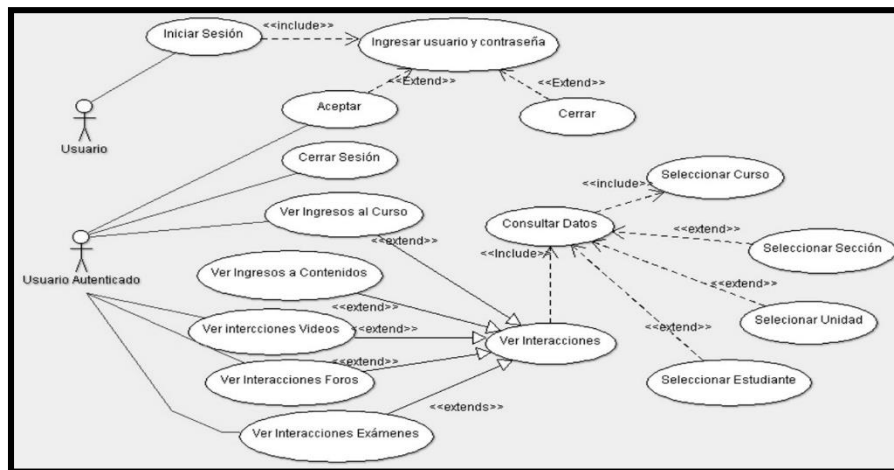 <<include>>
Iniciar Sesión
Ingresar usuario y contraseña
<<Extend>>
<<Extend>>
Aceptar
Cerrar
Usuario
Cerrar Sesión
Seleccionar Curso
<<include>>
Ver Ingresos al Curso
Consultar Datos
<<extend>>
<<extend>>
Seleccionar Sección
<<Include>>
Usuario Autenticado
Ver Ingresos a Contenidos
<<extend>>
<<extend>>
Selecionar Unidad
Ver intercciones Videos
<<extend>>
<<extend>>
Ver Interacciones
<<extend>>
Ver Interacciones Foros
Seleccionar Estudiante
<<extends>>
Ver Interacciones Exámenes